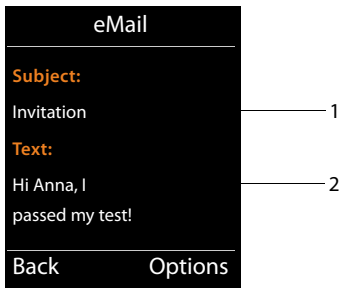 eMail
Subject:
Invitation
1
Text:
Hi Anna, I
2
passed my test!
Back Options